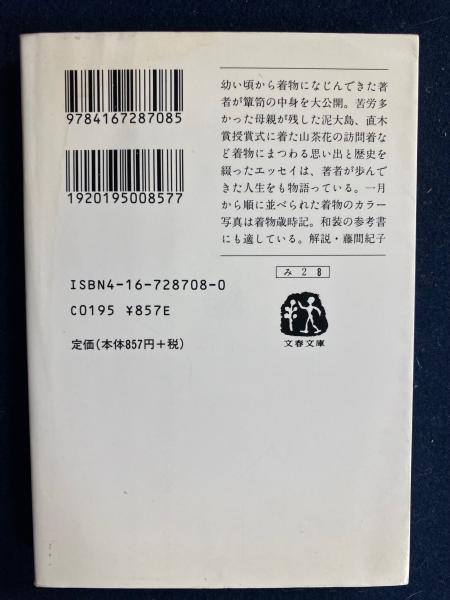 幼い頃から着物になじんできた著
者が簞笥の中身を大公開。苦労多
かった母親が残した泥大島、直木
賞授賞式に着た山茶花の訪問着な
ど着物にまつわる思い出と歴史を
綴ったエッセイは、著者が歩んで
きた人生をも物語っている。一月
から順に並べられた着物のカラー
写真は着物歳時記。和装の参考書
にも適している。解説・藤間紀子
み 2 8
文春文庫
9784167287085
1920195008577
ISBN4-16-728708-0
C0195 ¥857E
定価(本体857円+税)